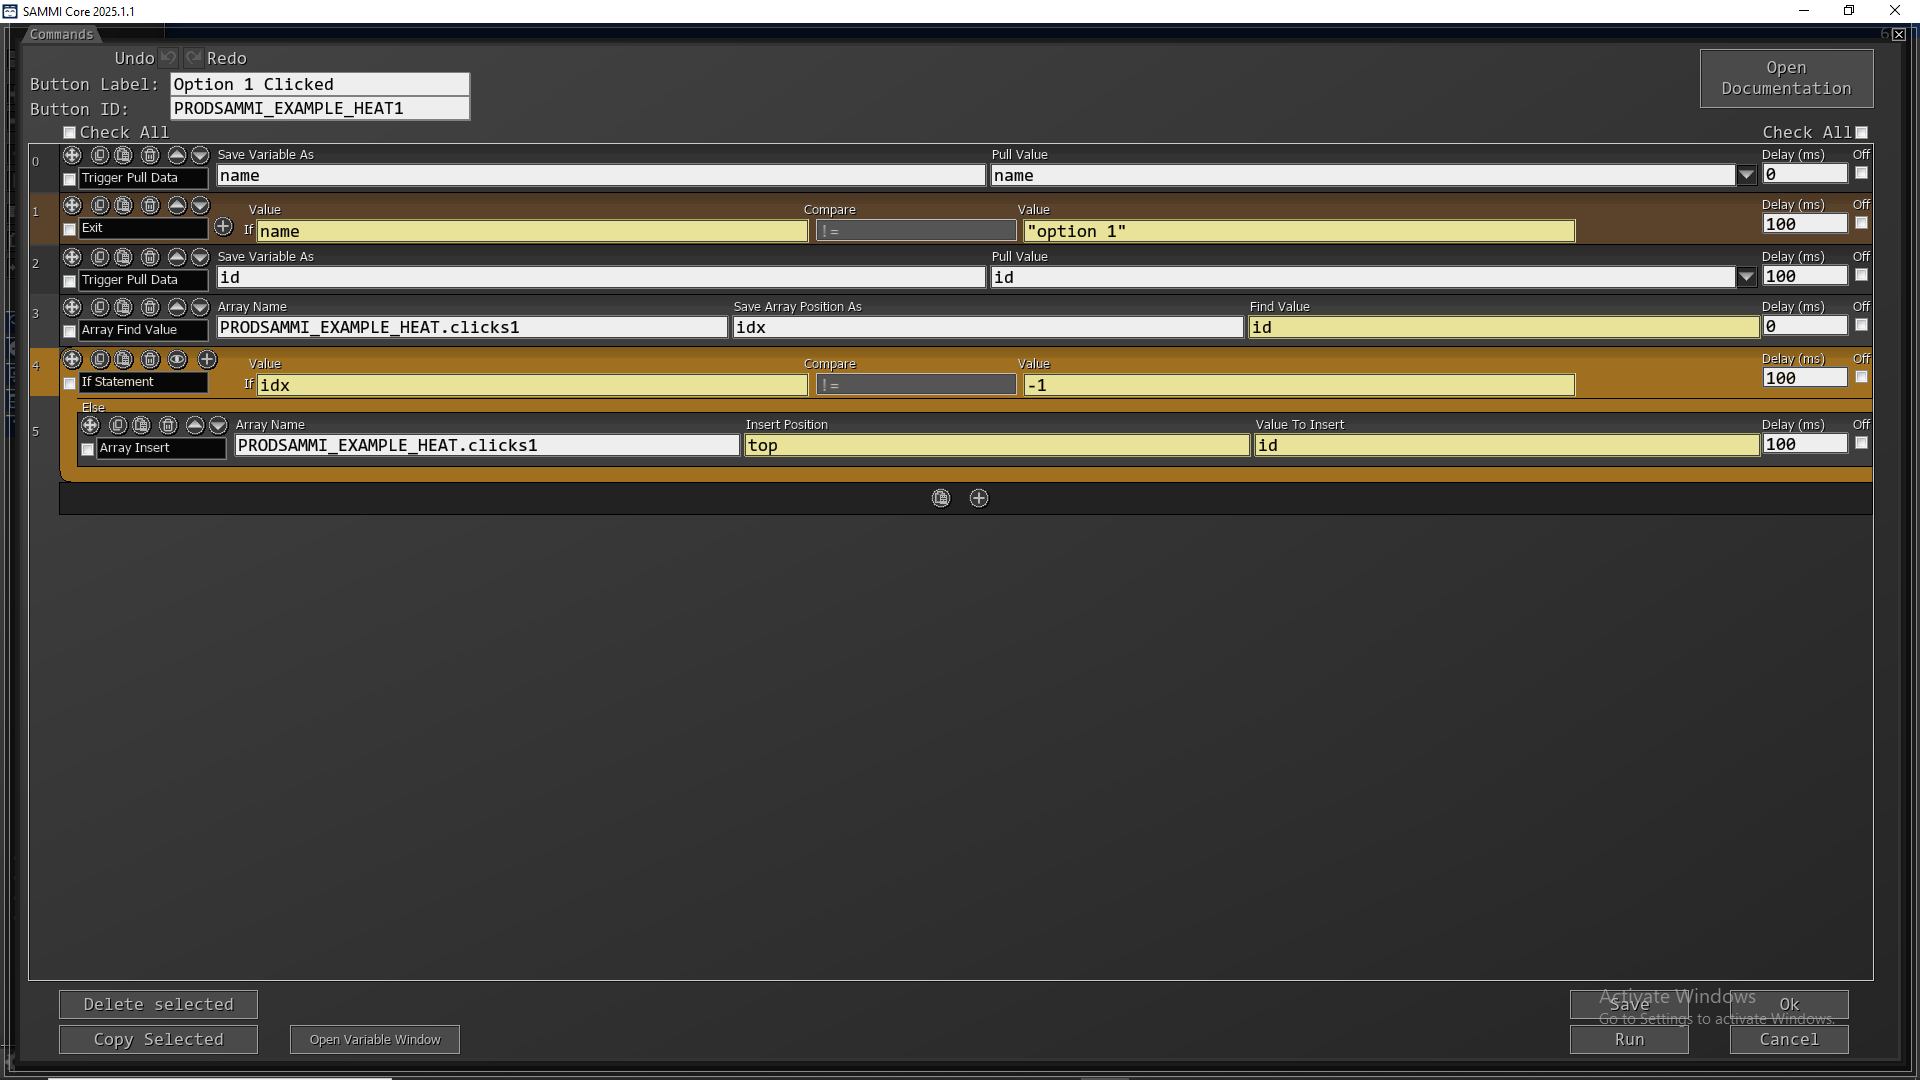 SAMMI Core 2025.1.1
Commands
Undo Redo
Button Label: Option 1 Clicked
Button ID: PRODSAMMI_EXAMPLE_HEAT1
Open
Documentation
Check All Check All
0 Save Variable As Pull Value Delay (ms) Off
Trigger Pull Data name name 0
1 Value Compare Value Delay (ms) Off
Exit If name != "option 1" 100
2 Save Variable As Pull Value Delay (ms) Off
Trigger Pull Data id id 100
3 Array Name Save Array Position As Find Value Delay (ms) Off
Array Find Value PRODSAMMI_EXAMPLE_HEAT.clicks1 idx id 0
4 Value Compare Value Delay (ms) Off
If Statement If idx != -1 100
Else
5 Array Name Insert Position Value To Insert Delay (ms) Off
Array Insert PRODSAMMI_EXAMPLE_HEAT.clicks1 top id 100
Delete selected Save Ok
Activate Windows
Go to Settings to activate Windows.
Copy Selected Open Variable Window Run Cancel